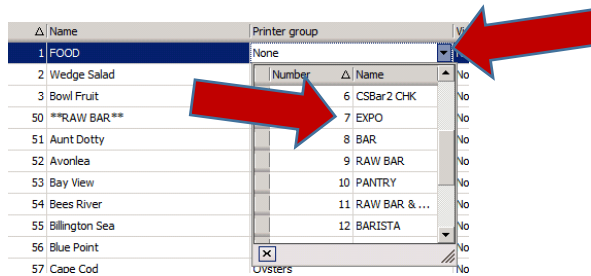 Name Printer group Vi
1 FOOD None
Number Name
2 Wedge Salad No
6 CSBar2 CHK
3 Bowl Fruit No
50 **RAW BAR** 7 EXPO No
51 Aunt Dotty 8 BAR No
52 Avonlea 9 RAW BAR No
53 Bay View 10 PANTRY No
54 Bees River 11 RAW BAR & ... No
55 Billington Sea 12 BARISTA No
56 Blue Point No
57 Cape Cod Oysters No